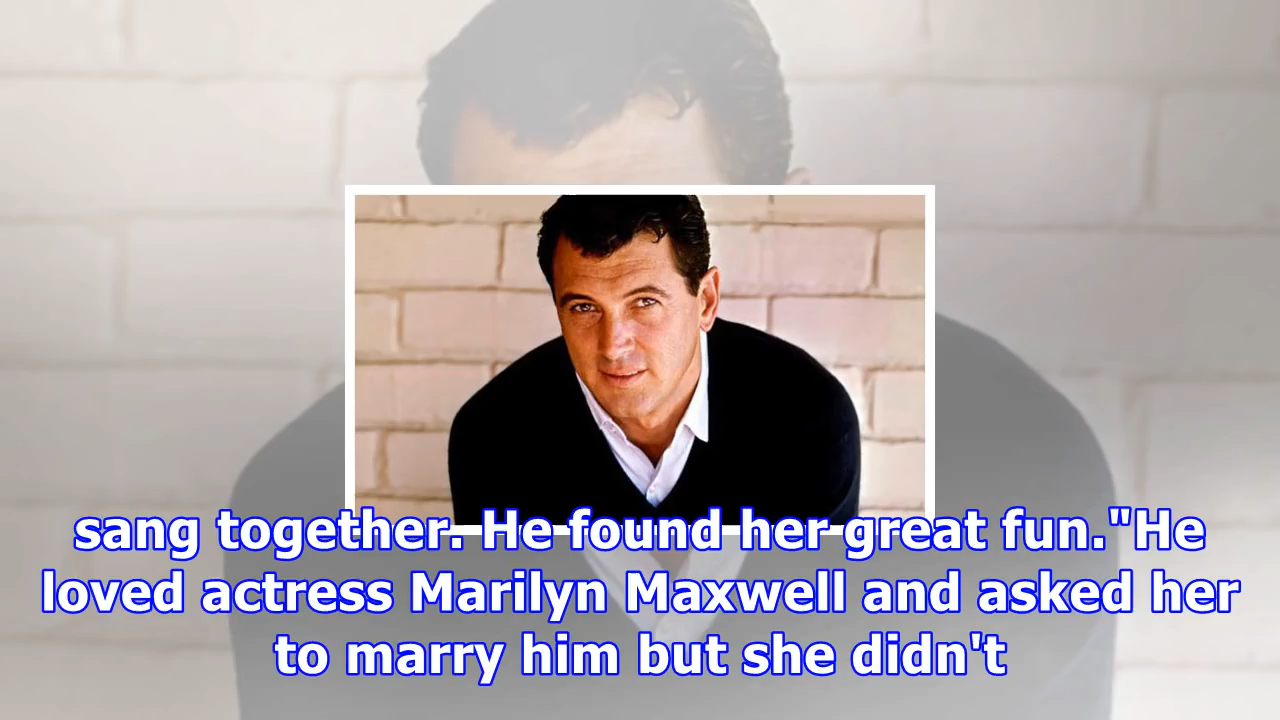 sang together. He found her great fun."He
loved actress Marilyn Maxwell and asked her
to marry him but she didn't